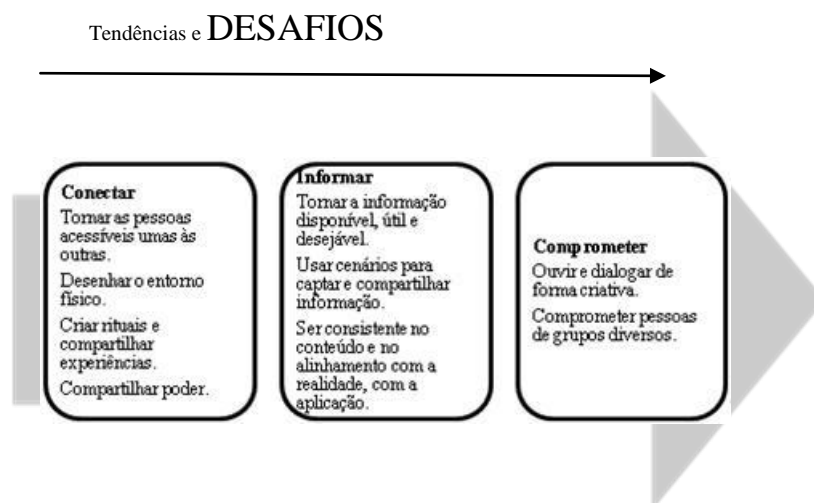 Tendências e DESAFIOS
Conectar
Tornar as pessoas
acessíveis umas às
outras.
Desenhar o entorno
físico.
Criar rituais e
compartilhar
experiências.
Compartilhar poder.
Informar
Tornar a informação
disponível, útil e
desejável.
Usar cenários para
captar e compartilhar
informação.
Ser consistente no
conteúdo e no
alinhamento com a
realidade, com a
aplicação.
Comprometer
Ouvir e dialogar de
forma criativa.
Comprometer pessoas
de grupos diversos.